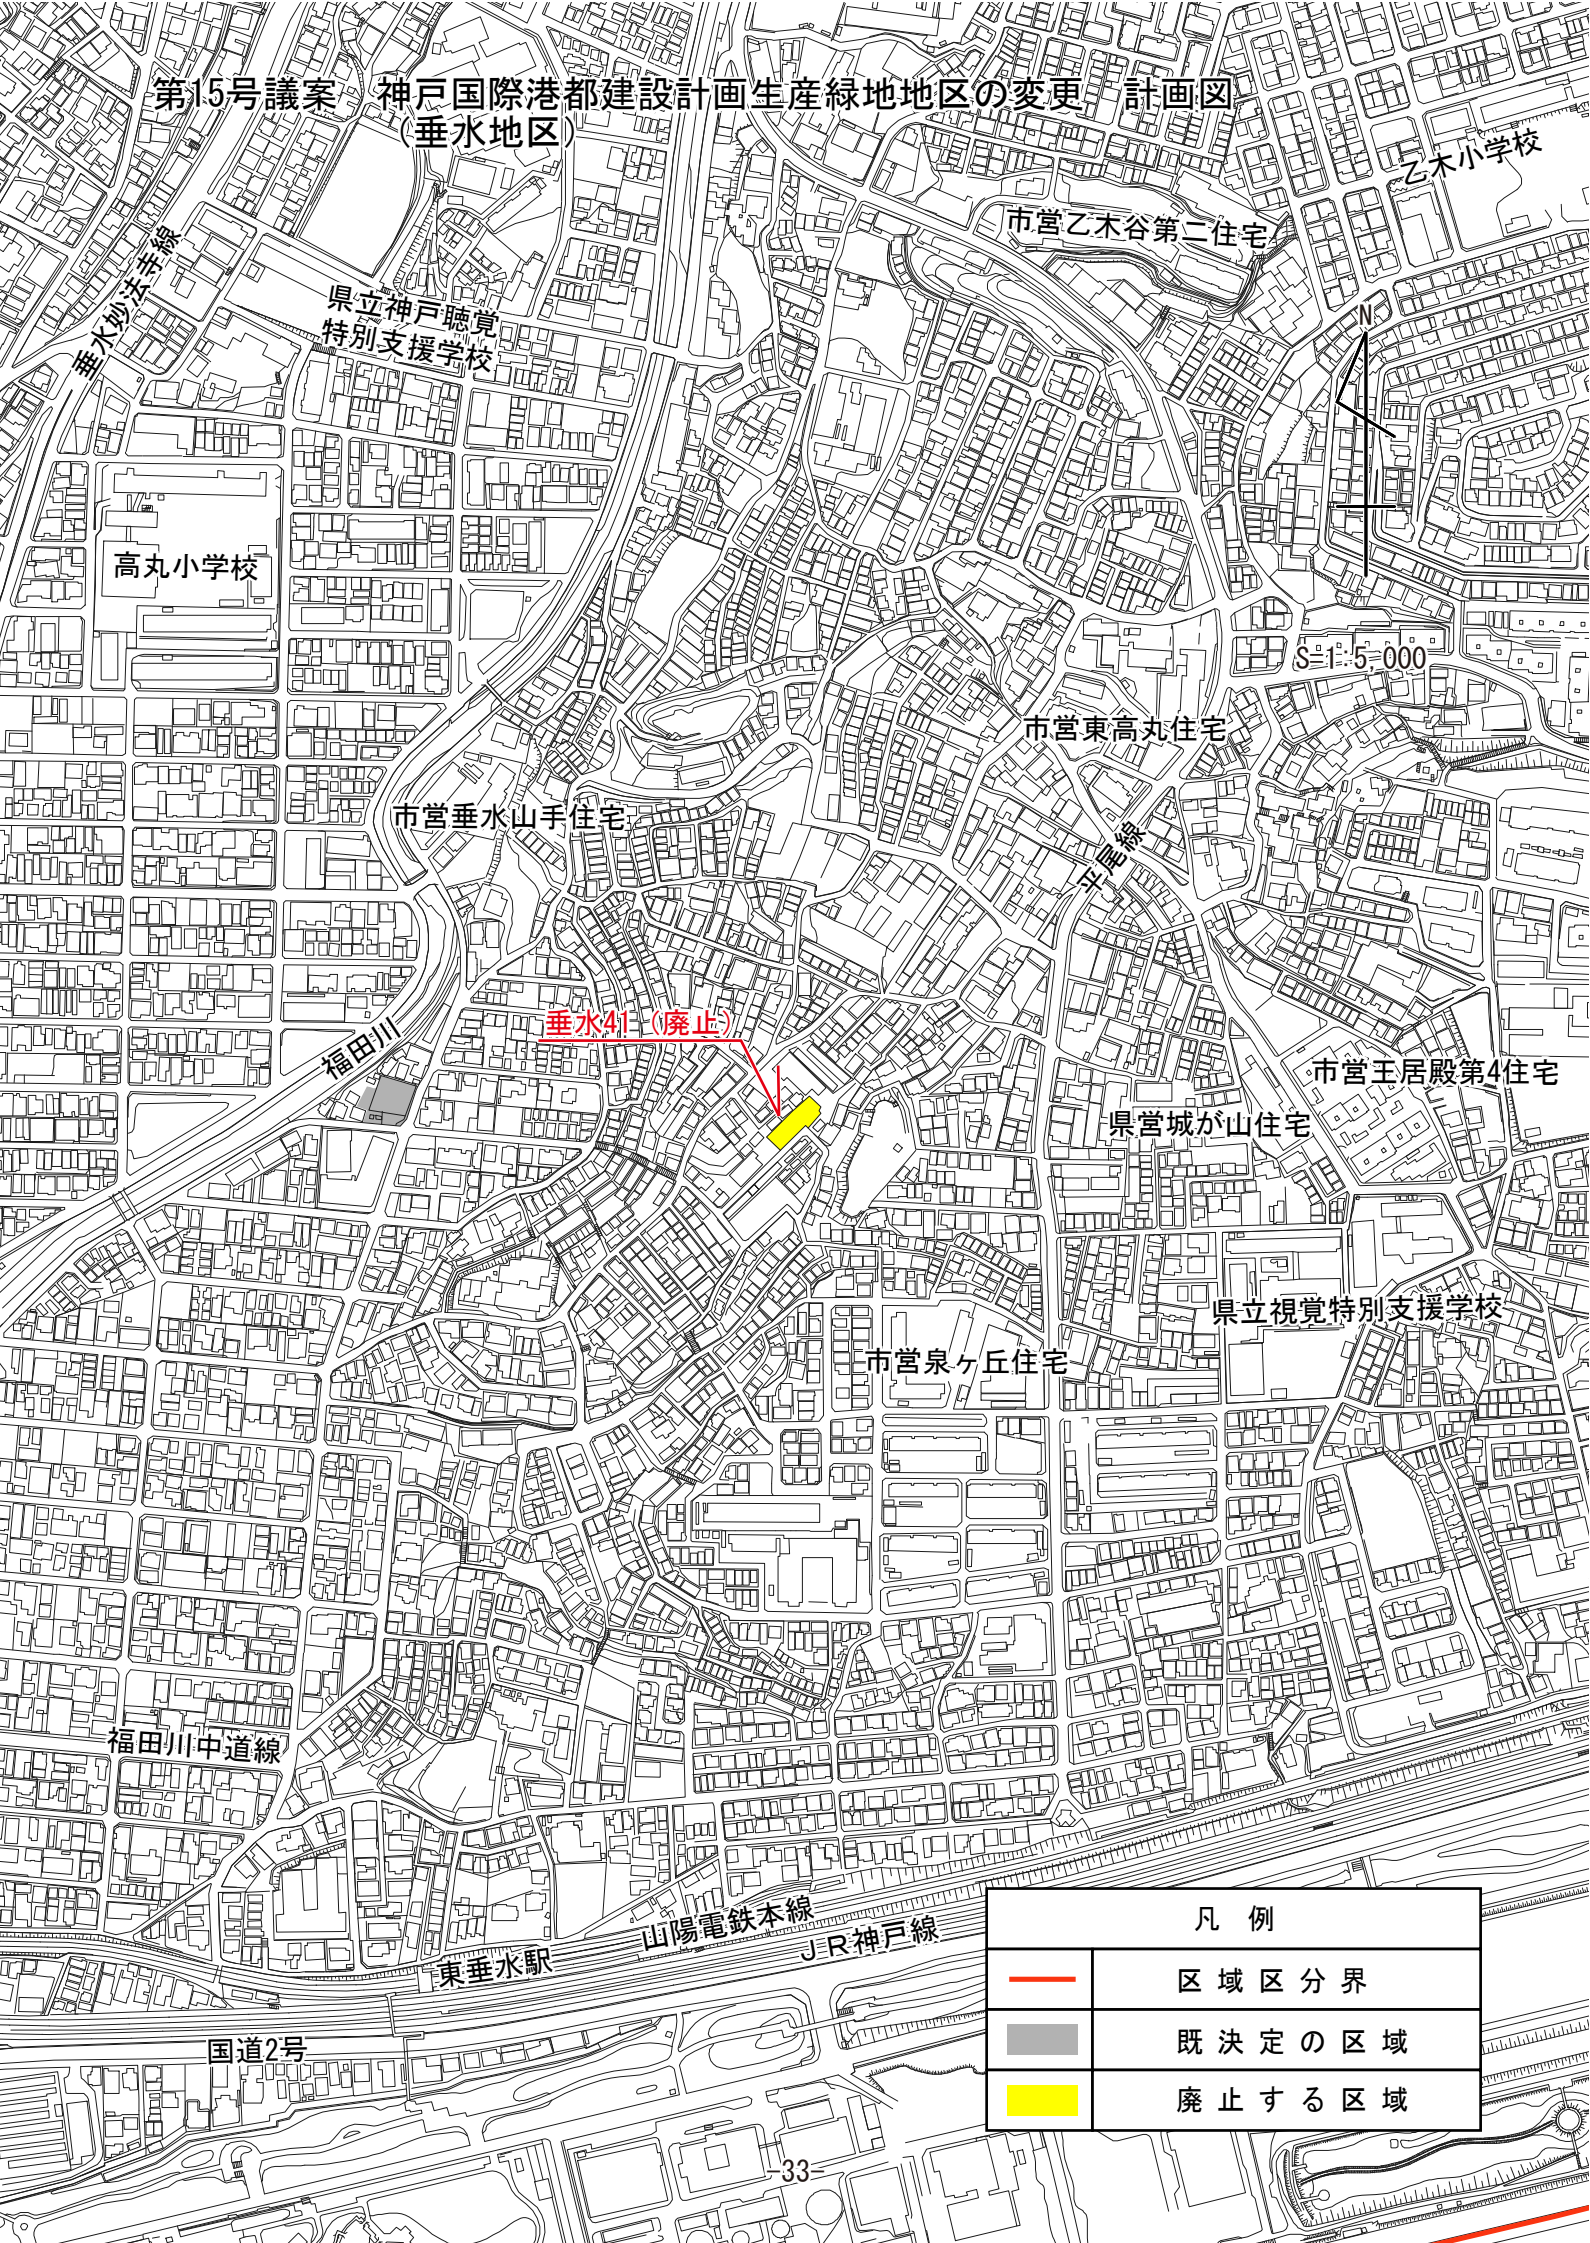 第15号議案　神戸国際港都建設計画生産緑地地区の変更　計画図
（垂水地区）
乙木小学校
市営乙木谷第二住宅
垂水妙法寺線
県立神戸聴覚
特別支援学校
N
高丸小学校
S=1:5,000
市営東高丸住宅
市営垂水山手住宅
平尾線
垂水41（廃止）
福田川
市営王居殿第4住宅
県営城が山住宅
県立視覚特別支援学校
市営泉ヶ丘住宅
福田川中道線
山陽電鉄本線
ＪＲ神戸線
東垂水駅
国道2号
凡　例
区域区分界
既決定の区域
廃止する区域
-33-